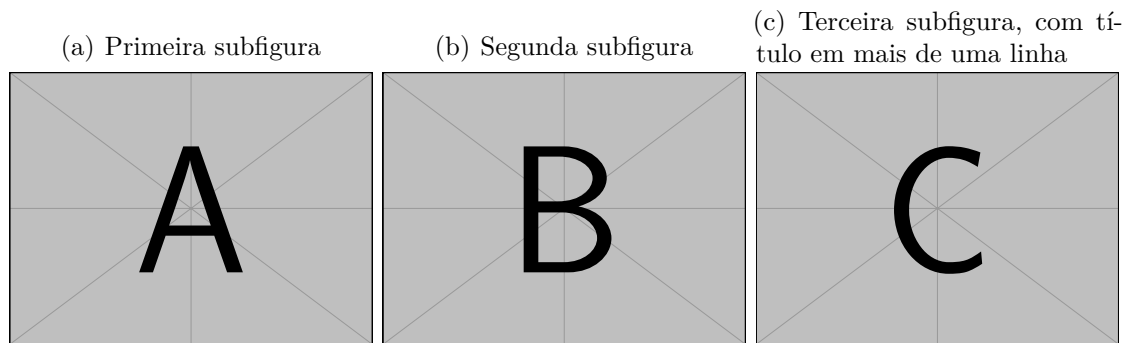 (a) Primeira subfigura
(b) Segunda subfigura
(c) Terceira subfigura, com tí-
tulo em mais de uma linha
A
B
C